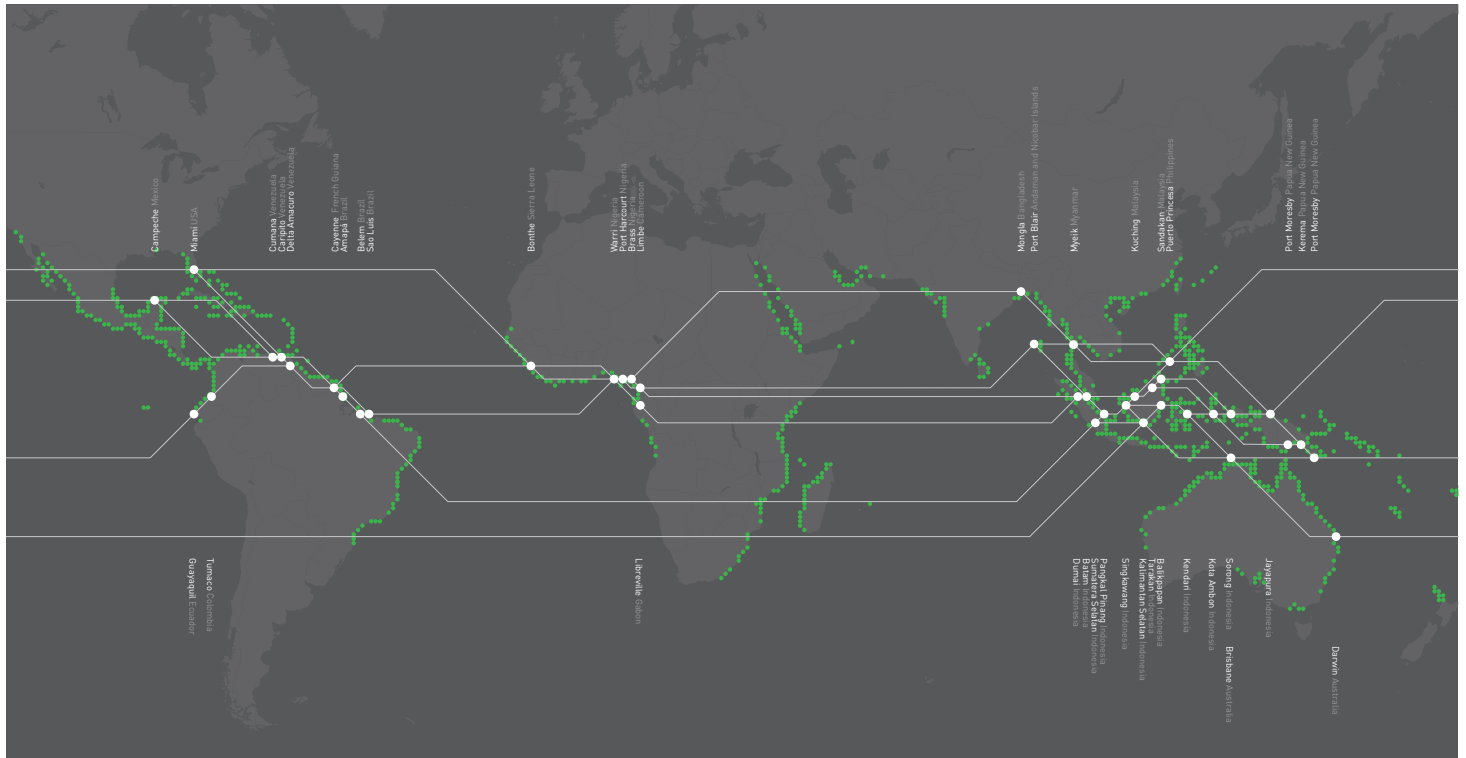 Campeche Mexico
Miami USA
Cumana Venezuela
Caripito Venezuela
Delta Amacuro Venezuela
Cayenne French Guiana
Amapá Brazil
Belem Brazil
Sao Luis Brazil
Bonthe Sierra Leone
Warri Nigeria
Port Harcourt Nigeria
Brass Nigeria
Limbe Cameroon
Mongla Bangladesh
Port Blair Andaman and Nicobar Islands
Myeik Myanmar
Kuching Malaysia
Sandakan Malaysia
Puerto Princesa Philippines
Port Moresby Papua New Guinea
Kerema Papua New Guinea
Port Moresby Papua New Guinea
Guayaquil Ecuador
Tumaco Colombia
Libreville Gabon
Dumai Indonesia
Batam Indonesia
Sumatera Selatan Indonesia
Pangkal Pinang Indonesia
Singkawang Indonesia
Kalimantan Selatan Indonesia
Tarakan Indonesia
Balikpapan Indonesia
Kendari Indonesia
Kota Ambon Indonesia
Sorong Indonesia
Brisbane Australia
Jayapura Indonesia
Darwin Australia